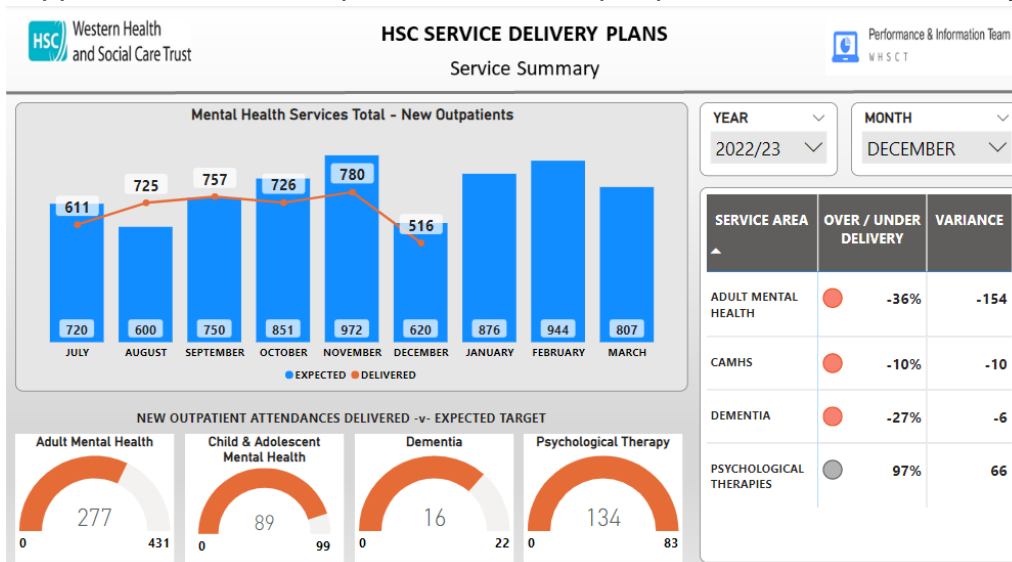 HSC
Western Health
and Social Care Trust
HSC SERVICE DELIVERY PLANS
Service Summary
Performance & Information Team
WHSCT
Mental Health Services Total - New Outpatients
611
725
757
726
780
516
720
600
750
851
972
620
876
944
807
JULY
AUGUST
SEPTEMBER
OCTOBER
NOVEMBER
DECEMBER
JANUARY
FEBRUARY
MARCH
EXPECTED
DELIVERED
YEAR
2022/23
MONTH
DECEMBER
SERVICE AREA
OVER / UNDER
DELIVERY
VARIANCE
ADULT MENTAL
HEALTH
-36%
-154
CAMHS
-10%
-10
DEMENTIA
-27%
-6
PSYCHOLOGICAL
THERAPIES
97%
66
NEW OUTPATIENT ATTENDANCES DELIVERED -v- EXPECTED TARGET
Adult Mental Health
277
0
431
Child & Adolescent
Mental Health
89
0
99
Dementia
16
0
22
Psychological Therapy
134
0
83